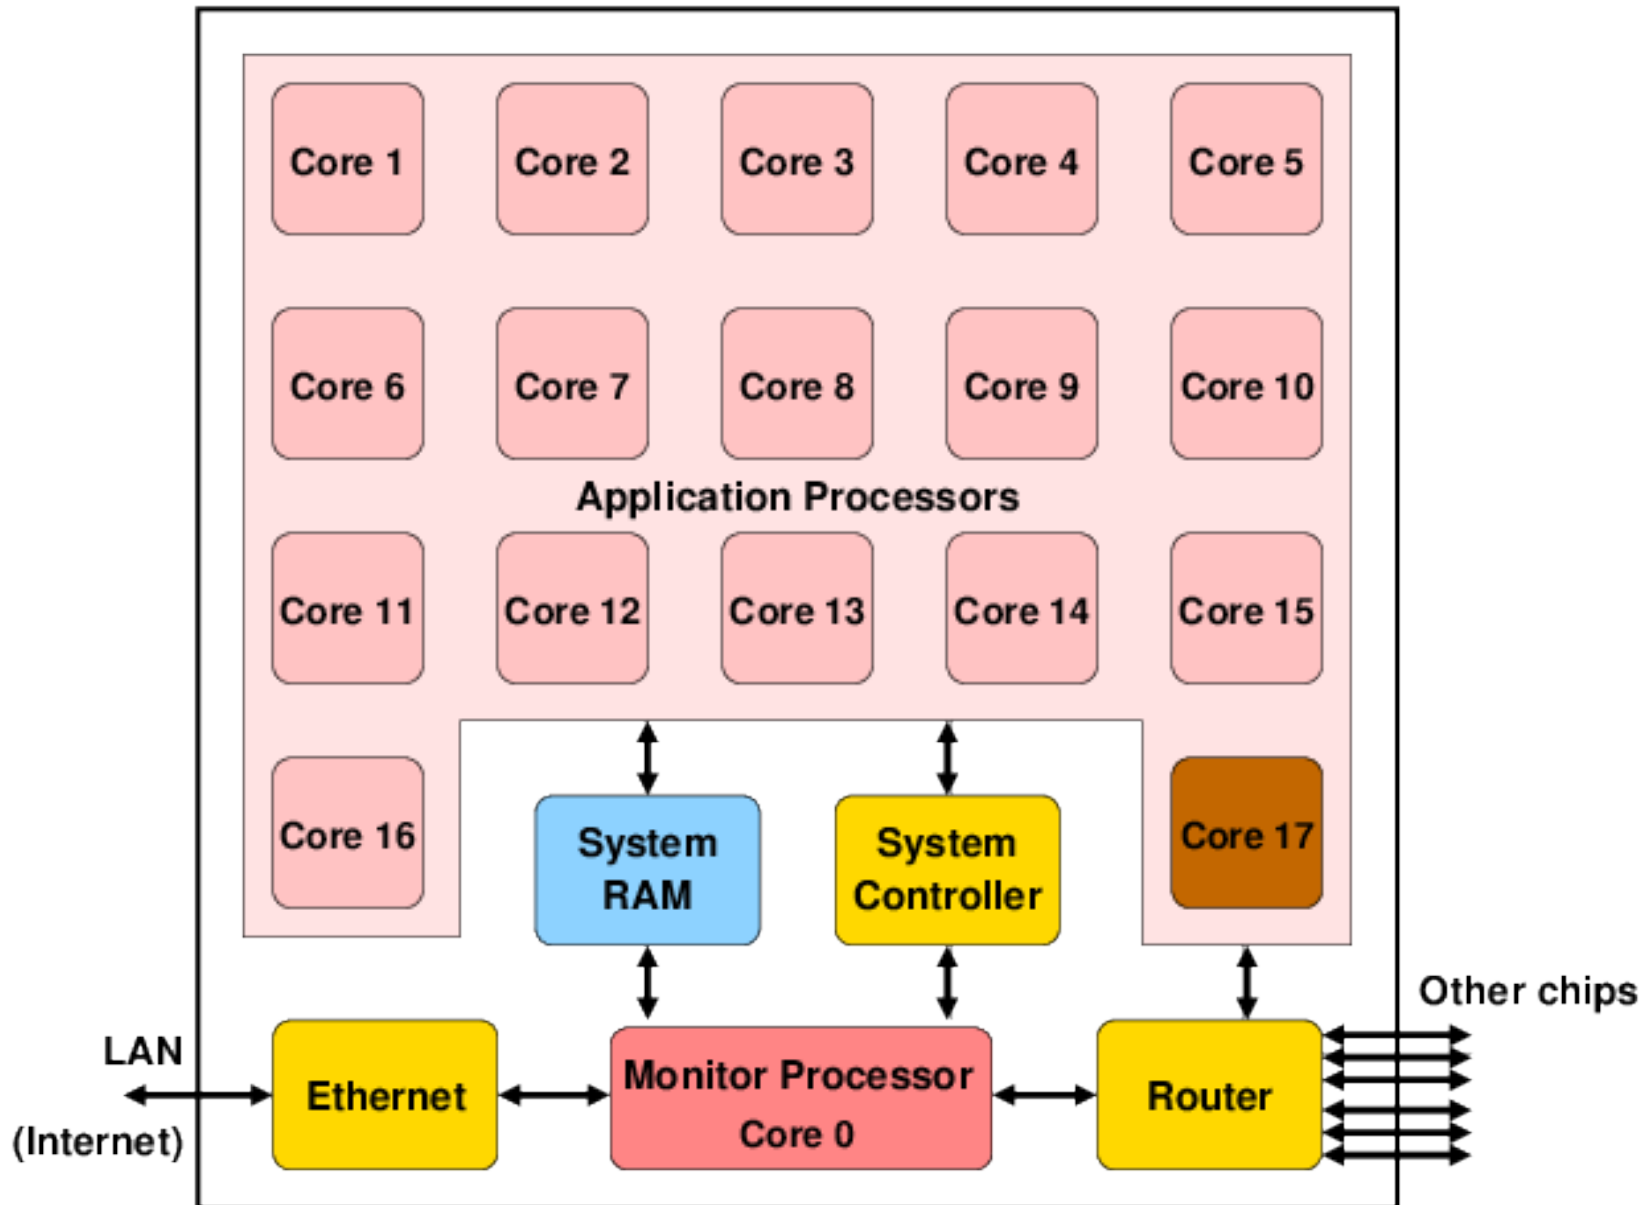 Core 1
Core 2
Core 3
Core 4
Core 5
Core 6
Core 7
Core 8
Core 9
Core 10
Application Processors
Core 11
Core 12
Core 13
Core 14
Core 15
Core 16
System
RAM
System
Controller
Core 17
Other chips
LAN
(Internet)
Ethernet
Monitor Processor
Core 0
Router